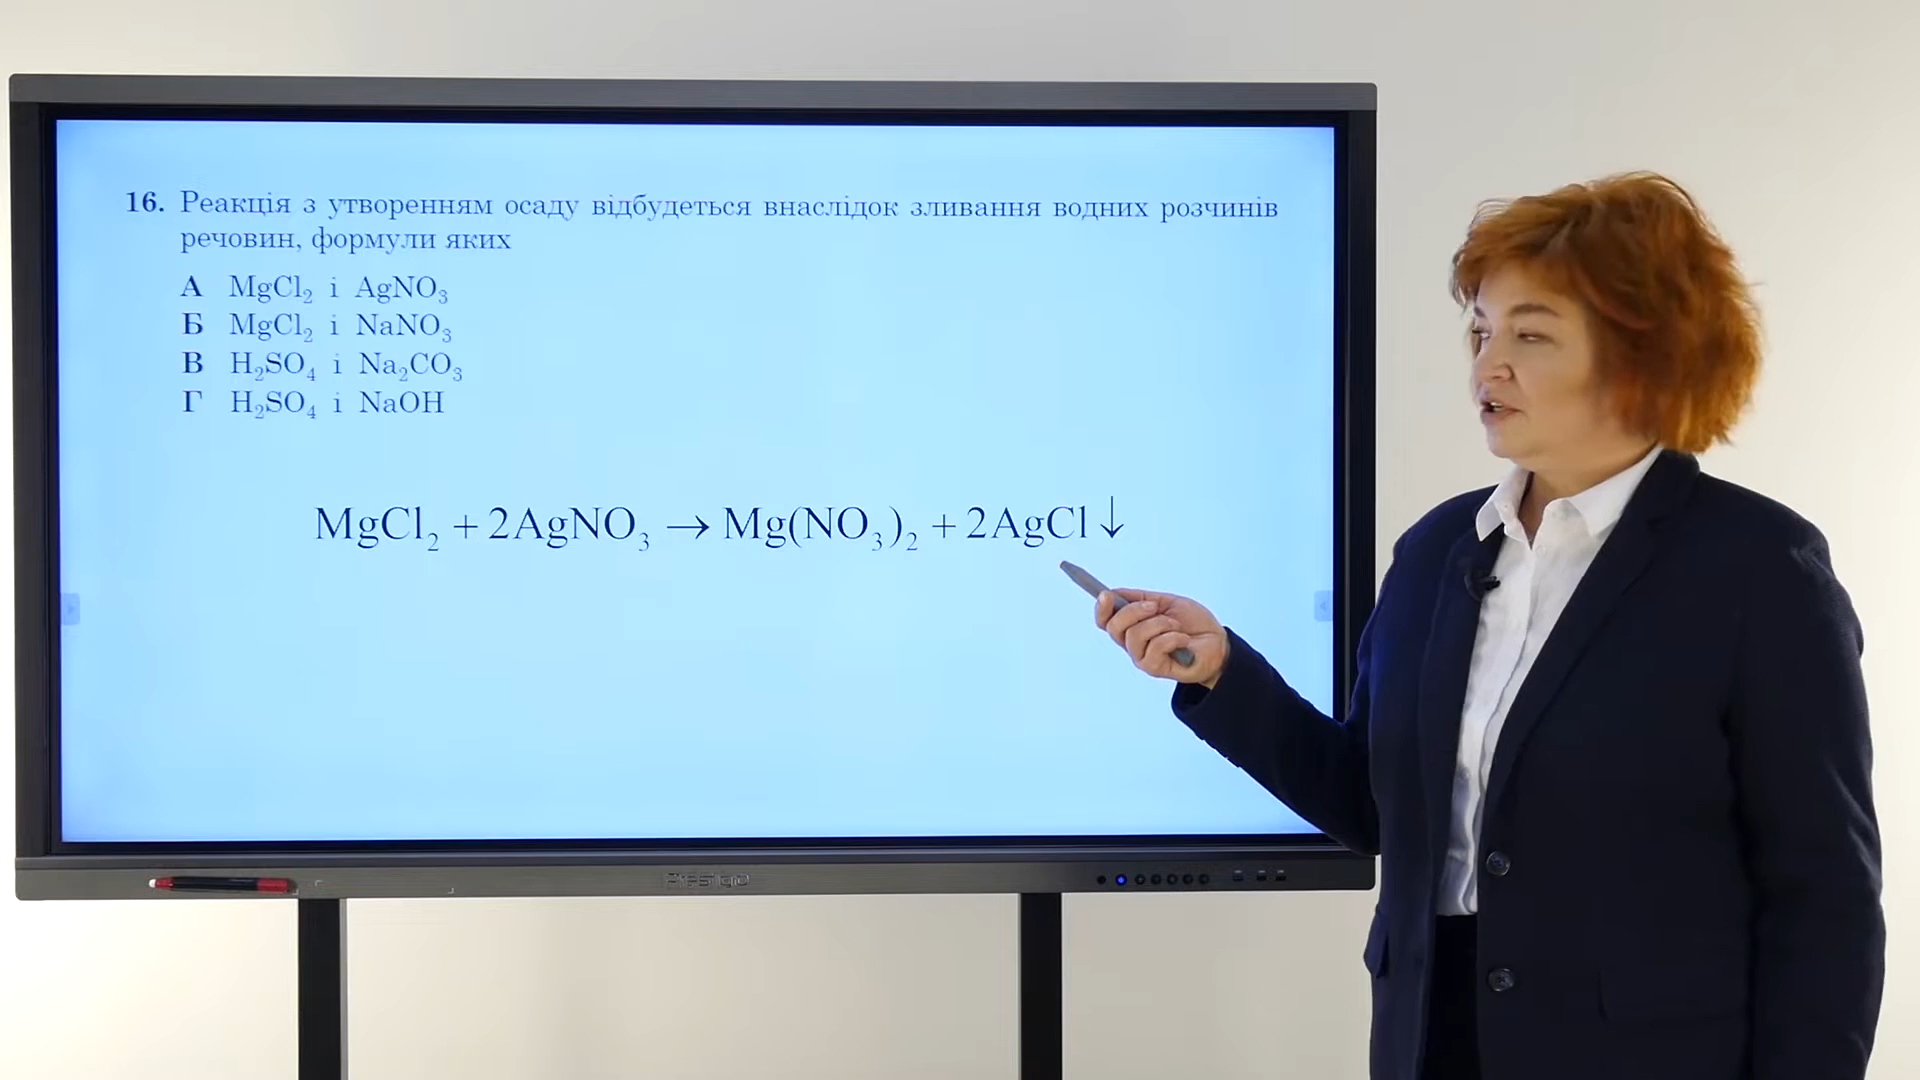 16. Реакція з утворенням осаду відбудеться внаслідок зливання водних розчинів
речовин, формули яких
А MgCl₂ і AgNO₃
Б MgCl₂ і NaNO₃
В H₂SO₄ і Na₂CO₃
Г H₂SO₄ і NaOH
MgCl₂ + 2AgNO₃ → Mg(NO₃)₂ + 2AgCl↓
Prestigio